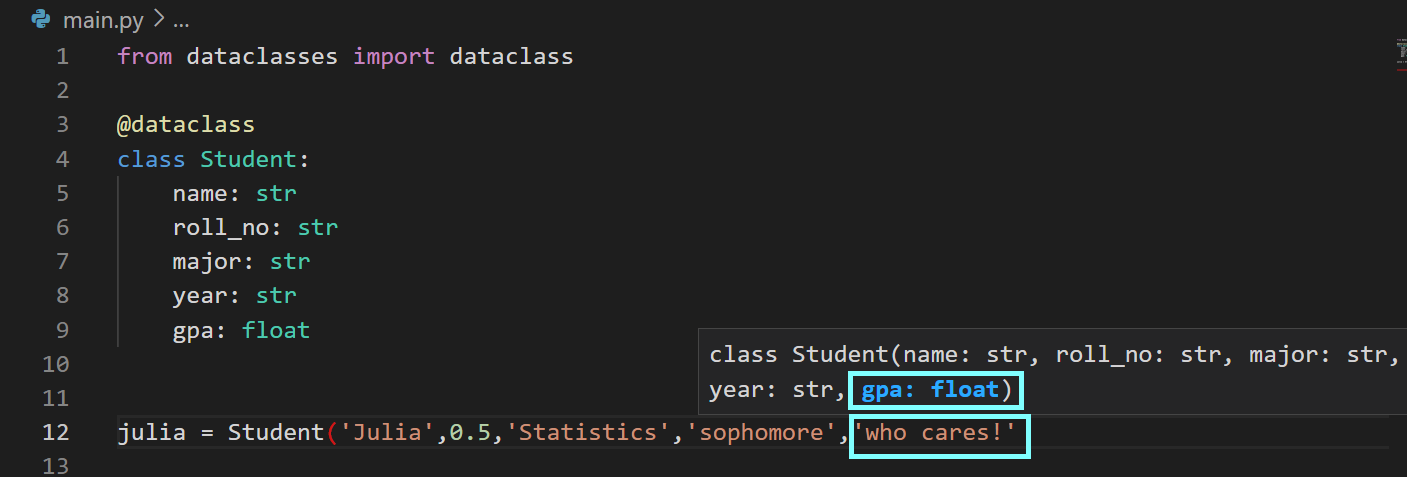 main.py > ...
1 from dataclasses import dataclass
2
3 @dataclass
4 class Student:
5     name: str
6     roll_no: str
7     major: str
8     year: str
9     gpa: float
10
class Student(name: str, roll_no: str, major: str,
year: str, gpa: float)
11
12 julia = Student('Julia',0.5,'Statistics','sophomore','who cares!'
13